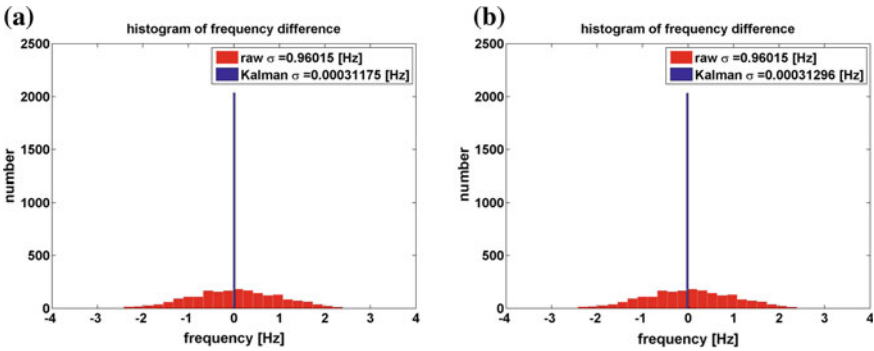 (a)
histogram of frequency difference
2500
2000
1500
1000
500
0
number
raw σ =0.96015 [Hz]
Kalman σ =0.00031175 [Hz]
-4 -3 -2 -1 0 1 2 3 4
frequency [Hz]
(b)
histogram of frequency difference
2500
2000
1500
1000
500
0
number
raw σ =0.96015 [Hz]
Kalman σ =0.00031296 [Hz]
-4 -3 -2 -1 0 1 2 3 4
frequency [Hz]